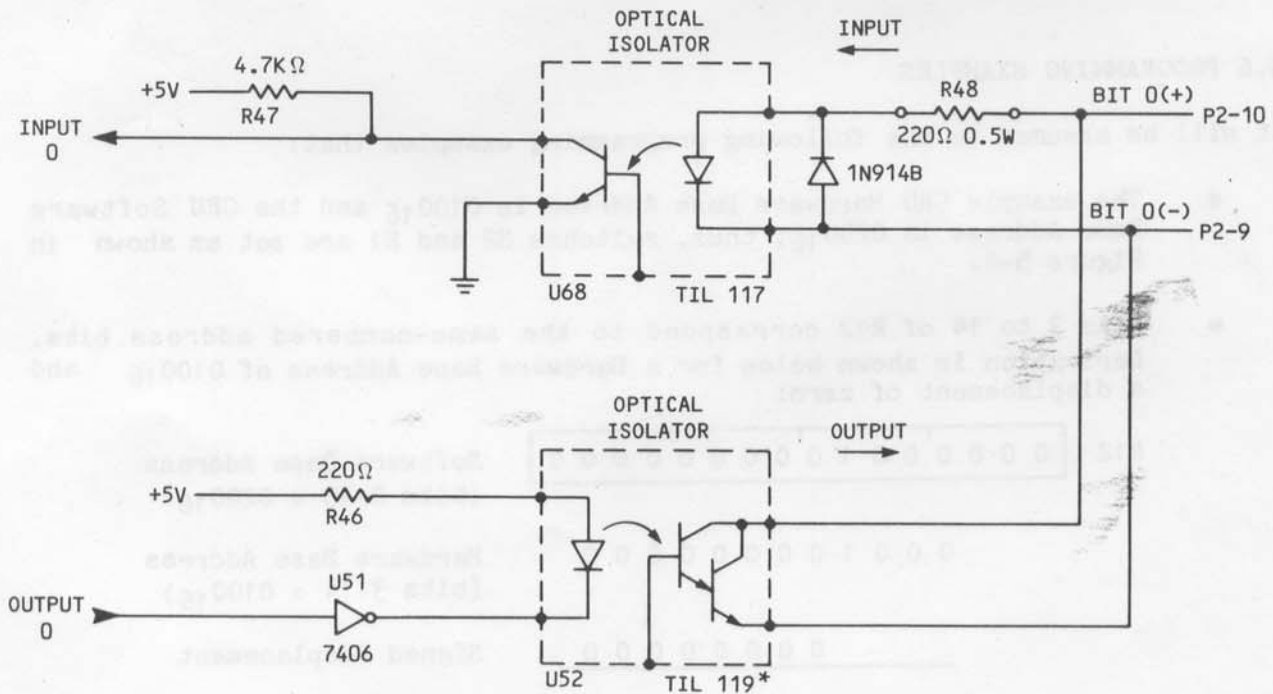 OPTICAL
ISOLATOR
INPUT
4.7KΩ
+5V
R47
INPUT
0
R48
220Ω 0.5W
BIT 0(+)
P2-10
1N914B
BIT 0(-)
P2-9
U68
TIL 117
OPTICAL
ISOLATOR
OUTPUT
220Ω
+5V
R46
U51
OUTPUT
0
7406
U52
TIL 119*